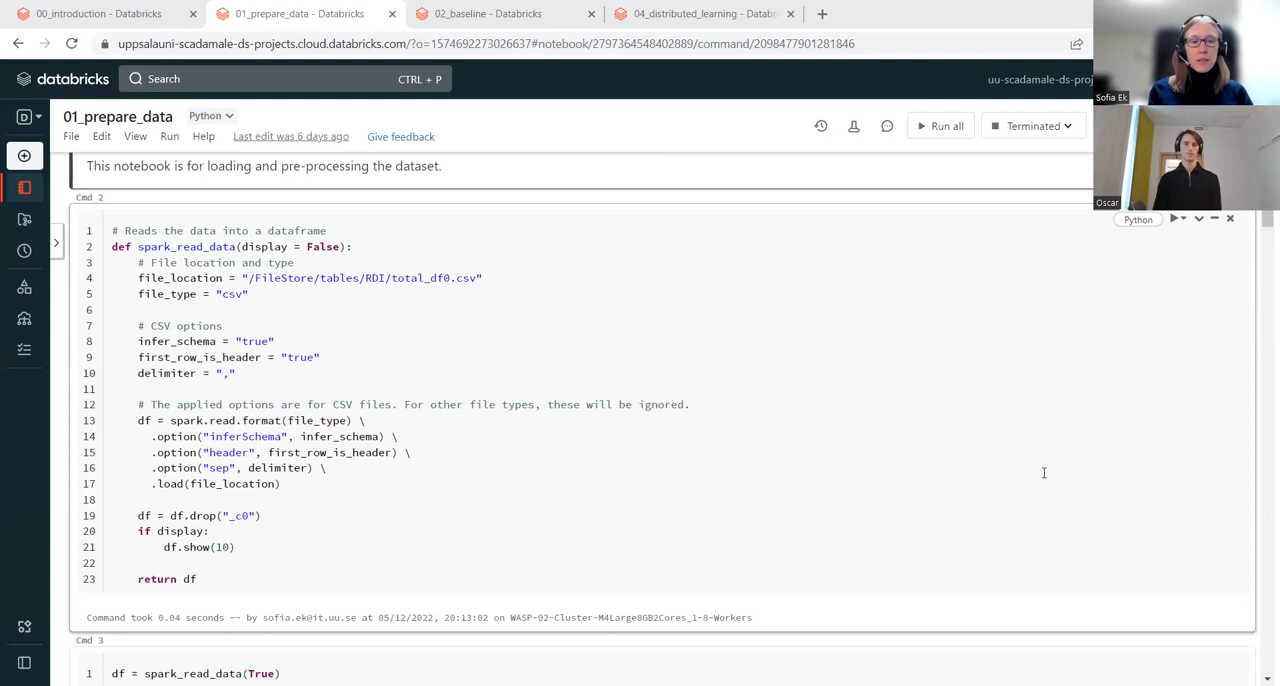 00_introduction - Databricks
01_prepare_data - Databricks
02_baseline - Databricks
04_distributed_learning - Databri
uppsalauni-scadamale-ds-projects.cloud.databricks.com/?o=1574692273026637#notebook/2797364548402889/command/2098477901281846
databricks
Search
CTRL + P
uu-scadamale-ds-proj
Sofia Ek
D
01_prepare_data
Python
File
Edit
View
Run
Help
Last edit was 6 days ago
Give feedback
Run all
Terminated
Oscar
This notebook is for loading and pre-processing the dataset.
Cmd 2
Python
1 # Reads the data into a dataframe
2 def spark_read_data(display = False):
3 # File location and type
4 file_location = "/FileStore/tables/RDI/total_df0.csv"
5 file_type = "csv"
6
7 # CSV options
8 infer_schema = "true"
9 first_row_is_header = "true"
10 delimiter = ","
11
12 # The applied options are for CSV files. For other file types, these will be ignored.
13 df = spark.read.format(file_type) \
14 .option("inferSchema", infer_schema) \
15 .option("header", first_row_is_header) \
16 .option("sep", delimiter) \
17 .load(file_location)
18
19 df = df.drop("_c0")
20 if display:
21 df.show(10)
22
23 return df
Command took 0.04 seconds -- by sofia.ek@it.uu.se at 05/12/2022, 20:13:02 on WASP-02-Cluster-M4Large8GB2Cores_1-8-Workers
Cmd 3
1 df = spark_read_data(True)